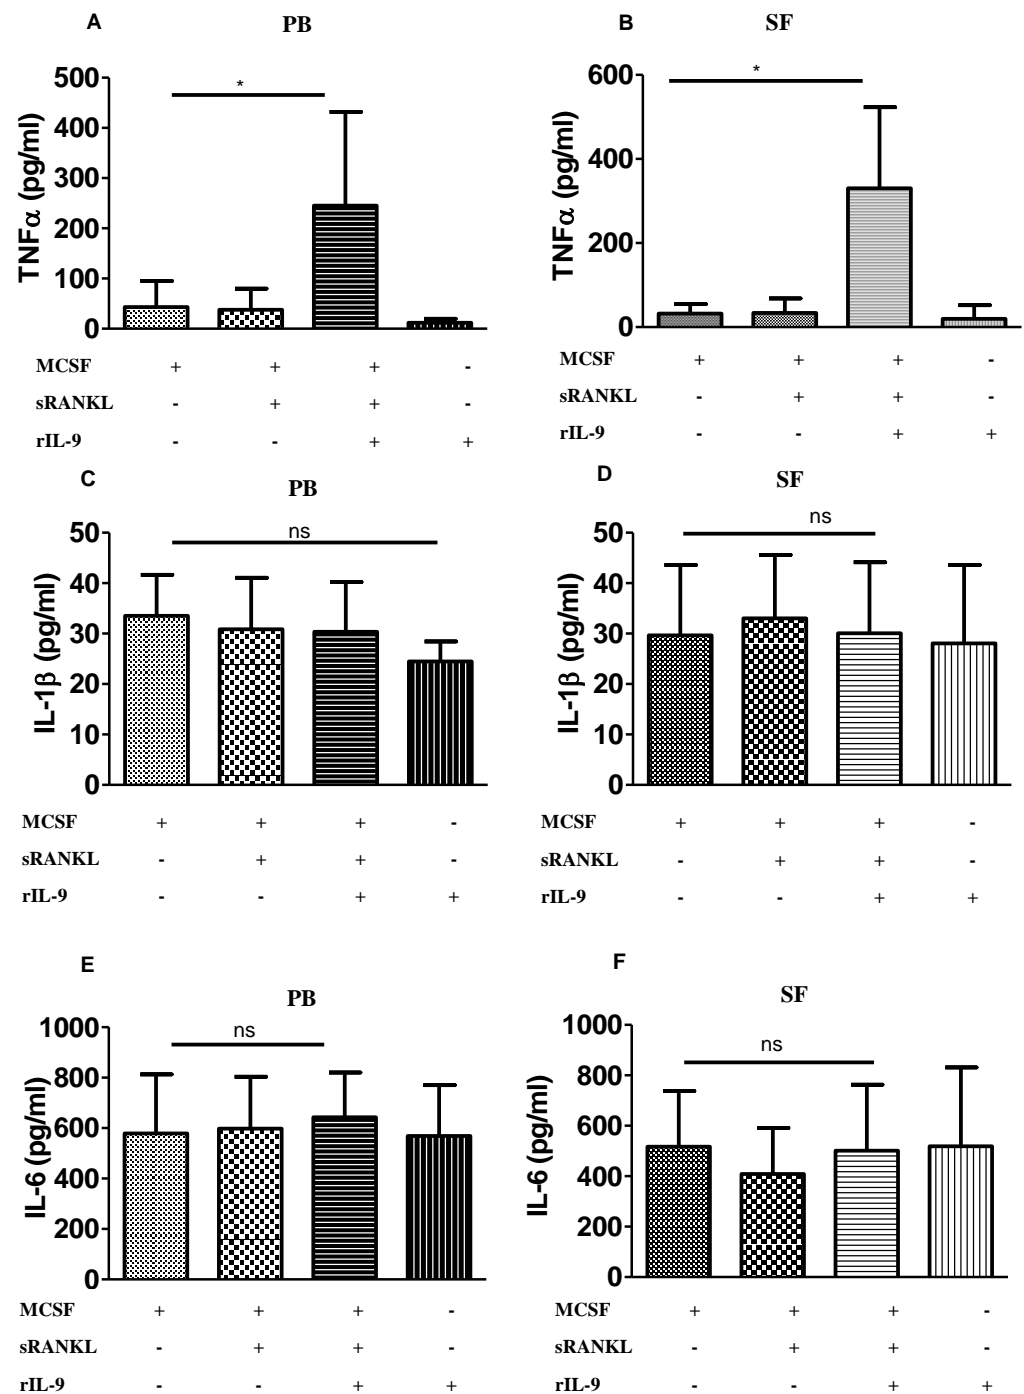 A PB
TNFα (pg/ml)
500
400
300
200
100
0
*
MCSF + + + -
sRANKL - + + -
rIL-9 - - + +
B SF
TNFα (pg/ml)
600
400
200
0
*
MCSF + + + -
sRANKL - + + -
rIL-9 - - + +
C PB
IL-1β (pg/ml)
50
40
30
20
10
0
ns
MCSF + + + -
sRANKL - + + -
rIL-9 - - + +
D SF
IL-1β (pg/ml)
50
40
30
20
10
0
ns
MCSF + + + -
sRANKL - + + -
rIL-9 - - + +
E PB
IL-6 (pg/ml)
1000
800
600
400
200
0
ns
MCSF + + + -
sRANKL - + + -
rIL-9 - - + +
F SF
IL-6 (pg/ml)
1000
800
600
400
200
0
ns
MCSF + + + -
sRANKL - + + -
rIL-9 - - + +